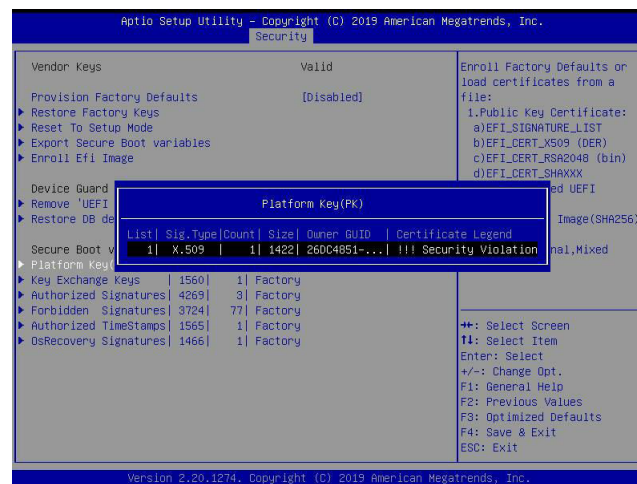 Aptio Setup Utility – Copyright (C) 2019 American Megatrends, Inc.
Security
Vendor Keys Valid
Provision Factory Defaults [Disabled]
Restore Factory Keys
Reset To Setup Mode
Export Secure Boot variables
Enroll Efi Image
Device Guard
Remove 'UEFI
Restore DB de
Secure Boot v
Platform Key(
Key Exchange Keys | 1560| 1| Factory
Authorized Signatures| 4269| 3| Factory
Forbidden Signatures| 3724| 77| Factory
Authorized TimeStamps| 1565| 1| Factory
OsRecovery Signatures| 1466| 1| Factory
Platform Key(PK)
List| Sig.Type|Count| Size| Owner GUID | Certificate Legend
1| X.509 | 1| 1422| 26DC4851-...| !!! Security Violation
Enroll Factory Defaults or
load certificates from a
file:
1.Public Key Certificate:
a)EFI_SIGNATURE_LIST
b)EFI_CERT_X509 (DER)
c)EFI_CERT_RSA2048 (bin)
d)EFI_CERT_SHAXXX
ed UEFI
Image(SHA256)
nal,Mixed
→←: Select Screen
↑↓: Select Item
Enter: Select
+/-: Change Opt.
F1: General Help
F2: Previous Values
F3: Optimized Defaults
F4: Save & Exit
ESC: Exit
Version 2.20.1274. Copyright (C) 2019 American Megatrends, Inc.